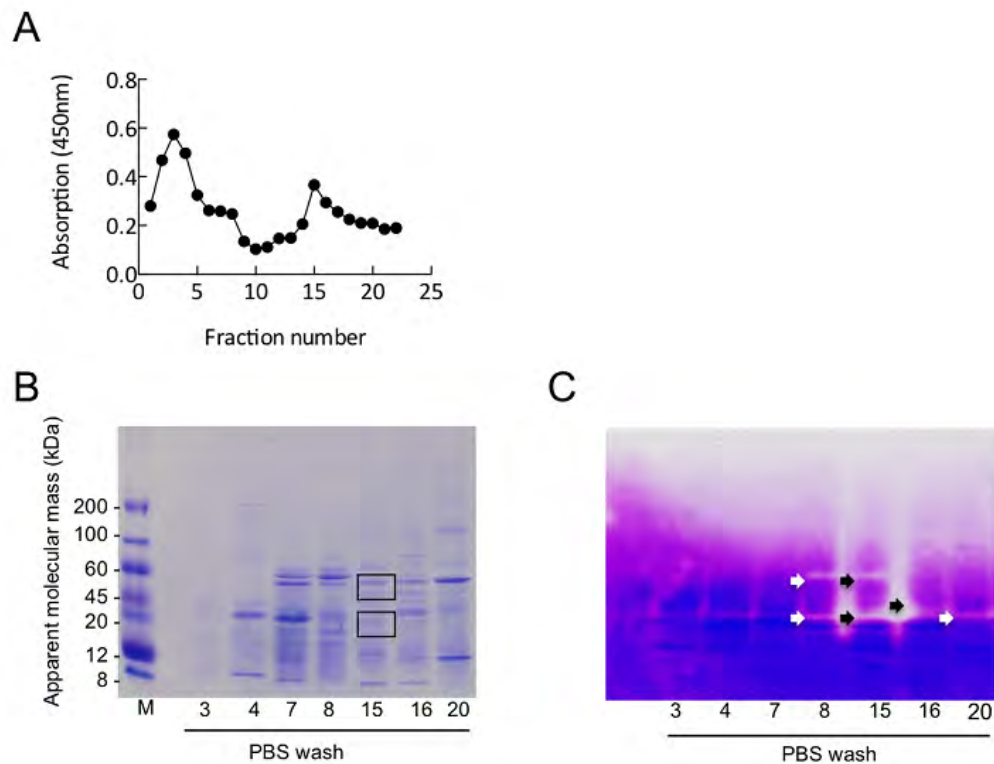 A
Absorption (450nm)
0.8
0.6
0.4
0.2
0.0
0 5 10 15 20 25
Fraction number
B
Apparent molecular mass (kDa)
200
100
60
45
20
12
8
M 3 4 7 8 15 16 20
PBS wash
C
3 4 7 8 15 16 20
PBS wash